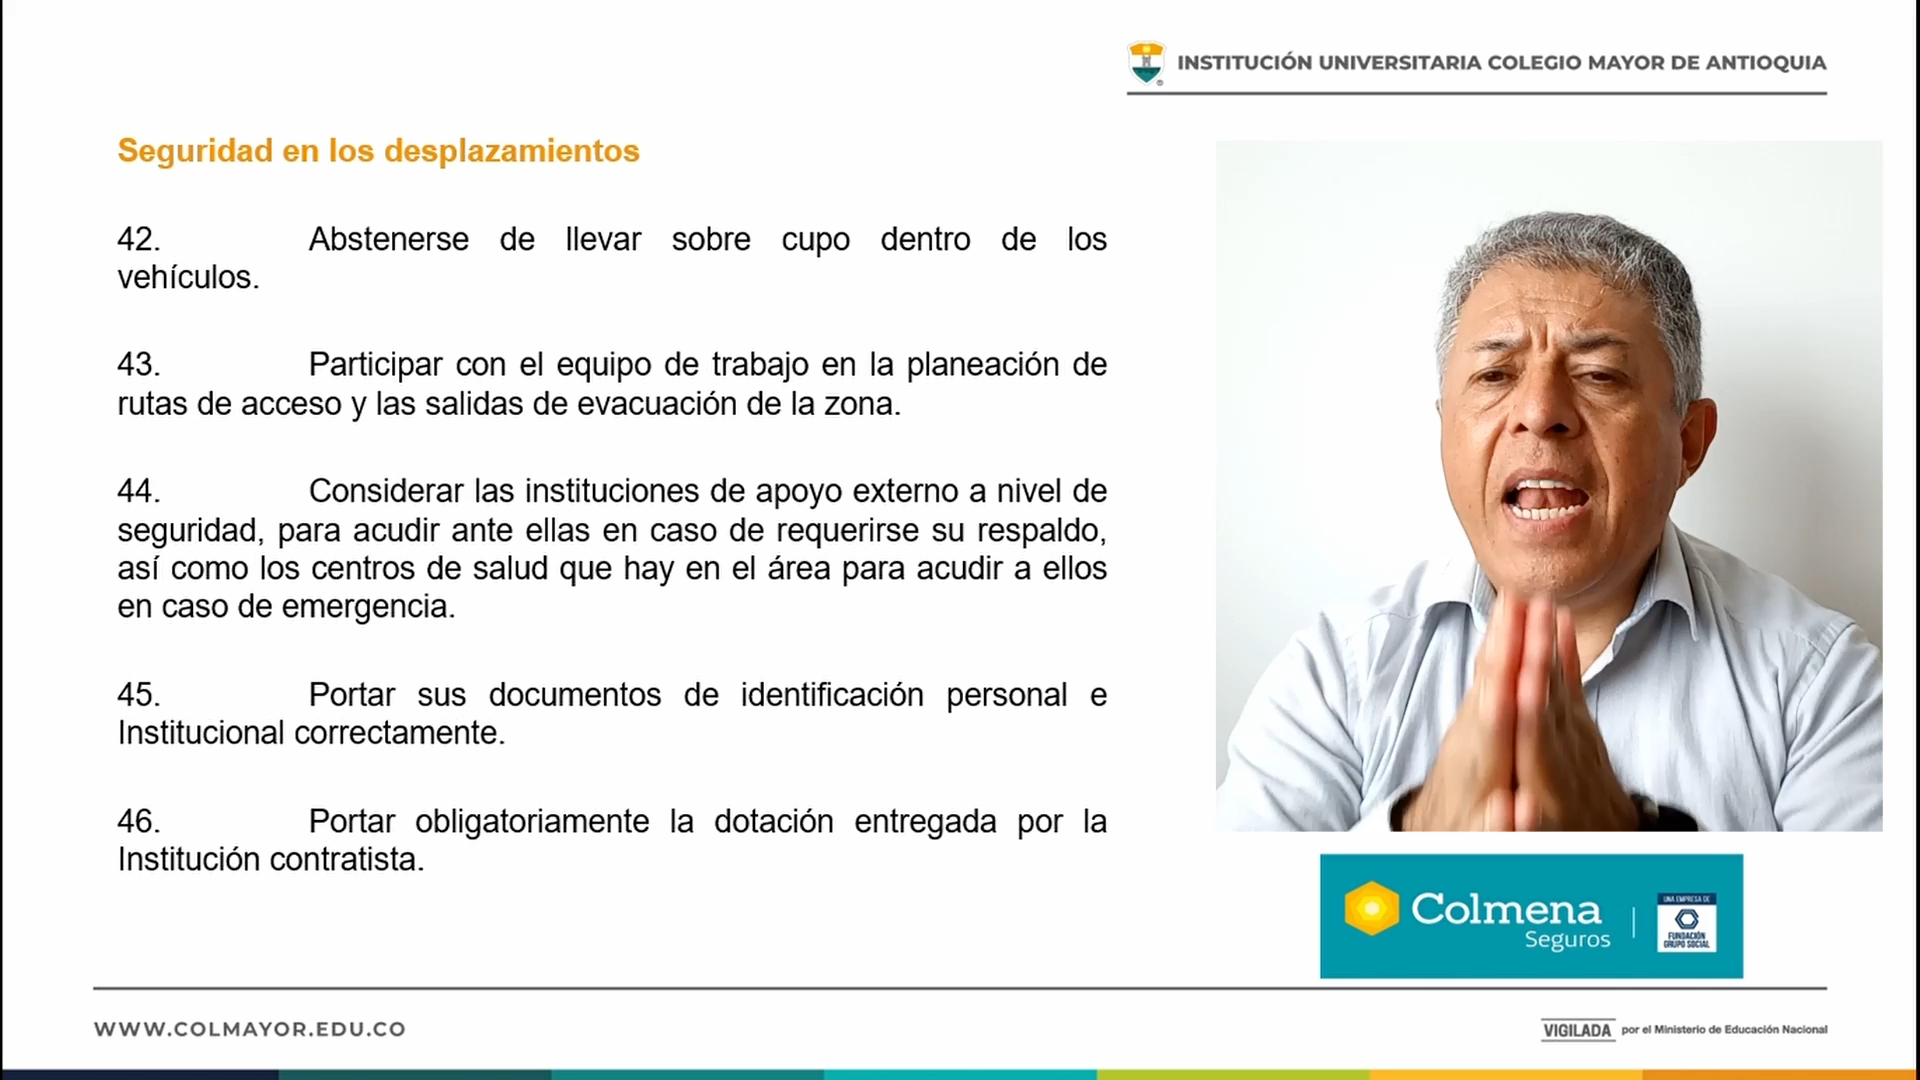 INSTITUCIÓN UNIVERSITARIA COLEGIO MAYOR DE ANTIOQUIA
Seguridad en los desplazamientos
42. Abstenerse de llevar sobre cupo dentro de los
vehículos.
43. Participar con el equipo de trabajo en la planeación de
rutas de acceso y las salidas de evacuación de la zona.
44. Considerar las instituciones de apoyo externo a nivel de
seguridad, para acudir ante ellas en caso de requerirse su respaldo,
así como los centros de salud que hay en el área para acudir a ellos
en caso de emergencia.
45. Portar sus documentos de identificación personal e
Institucional correctamente.
46. Portar obligatoriamente la dotación entregada por la
Institución contratista.
Colmena
Seguros
UNA EMPRESA DE
FUNDACIÓN
GRUPO SOCIAL
WWW.COLMAYOR.EDU.CO
VIGILADA por el Ministerio de Educación Nacional